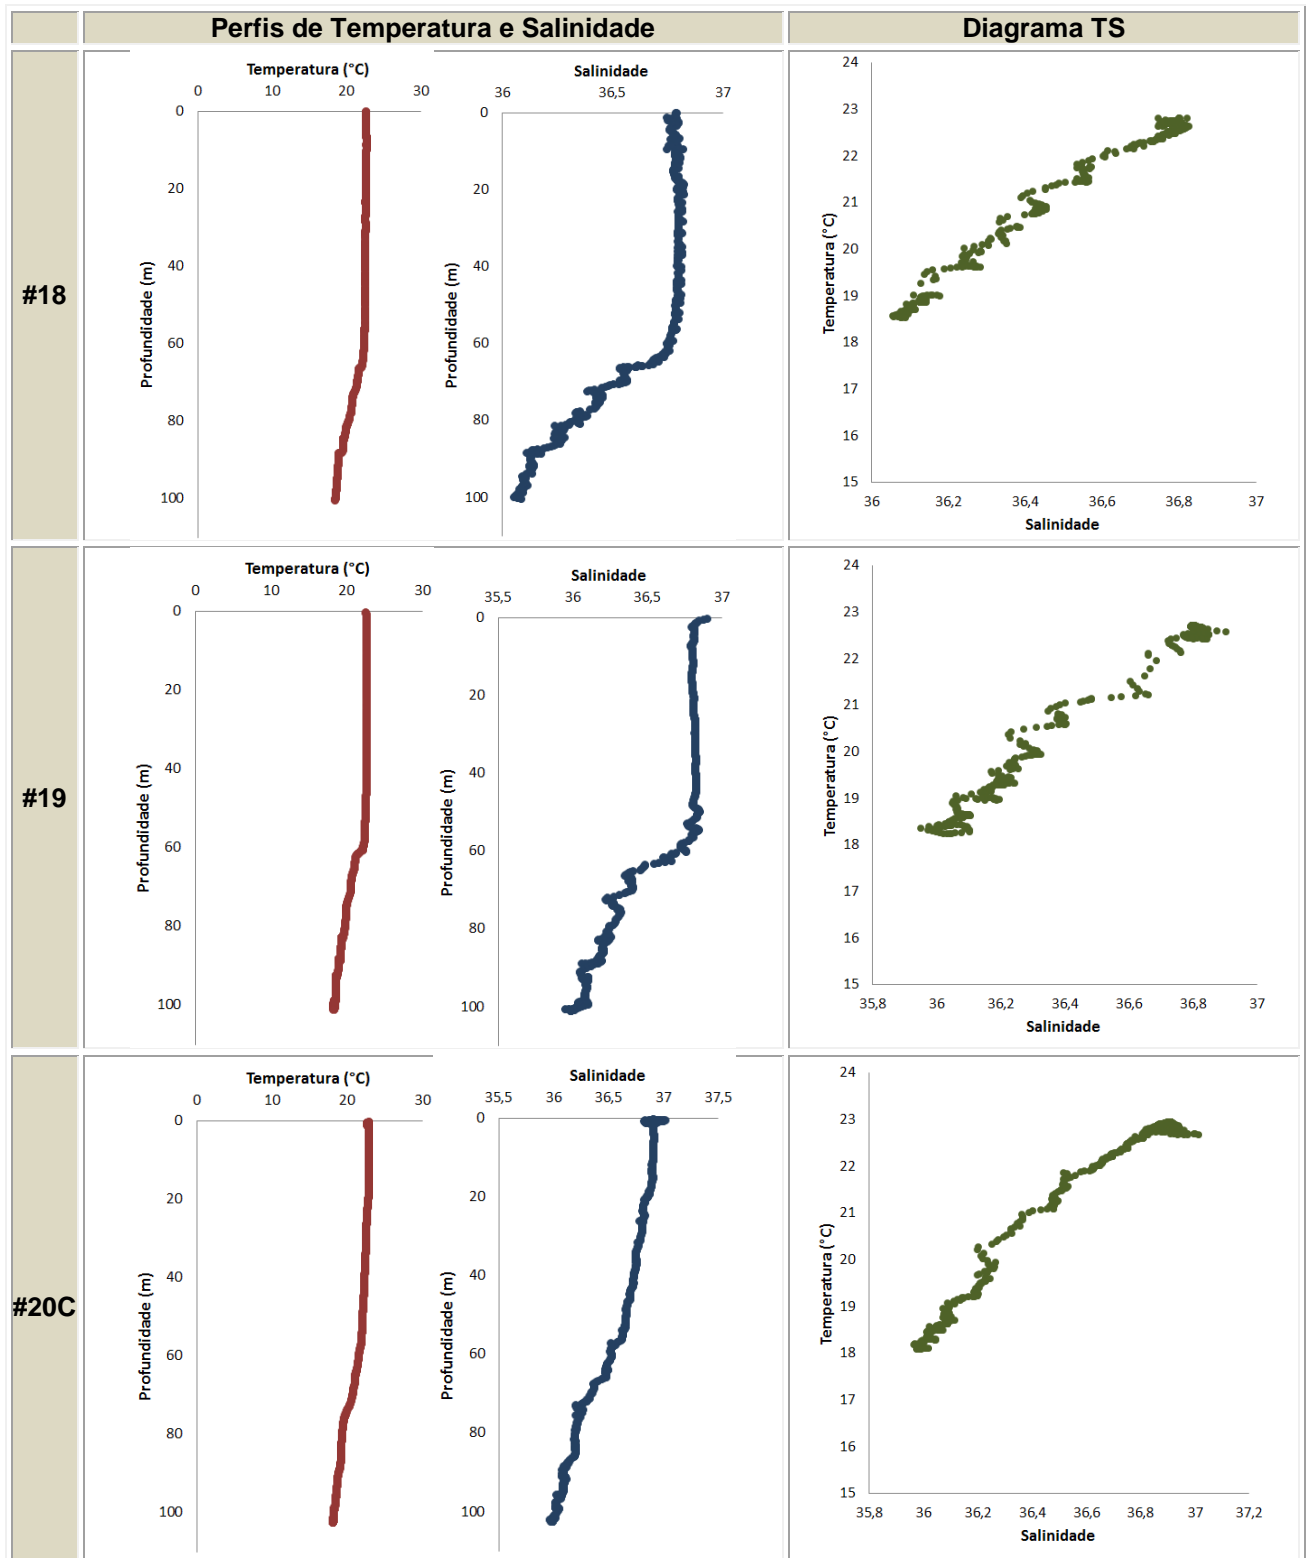 Perfis de Temperatura e Salinidade
Diagrama TS
#18
Temperatura (°C)
0 10 20 30
0
20
40
60
80
100
Profundidade (m)
Salinidade
36 36,5 37
0
20
40
60
80
100
Profundidade (m)
24
23
22
21
20
19
18
17
16
15
Temperatura (°C)
36 36,2 36,4 36,6 36,8 37
Salinidade
#19
Temperatura (°C)
0 10 20 30
0
20
40
60
80
100
Profundidade (m)
Salinidade
35,5 36 36,5 37
0
20
40
60
80
100
Profundidade (m)
24
23
22
21
20
19
18
17
16
15
Temperatura (°C)
35,8 36 36,2 36,4 36,6 36,8 37
Salinidade
#20C
Temperatura (°C)
0 10 20 30
0
20
40
60
80
100
Profundidade (m)
Salinidade
35,5 36 36,5 37 37,5
0
20
40
60
80
100
Profundidade (m)
24
23
22
21
20
19
18
17
16
15
Temperatura (°C)
35,8 36 36,2 36,4 36,6 36,8 37 37,2
Salinidade